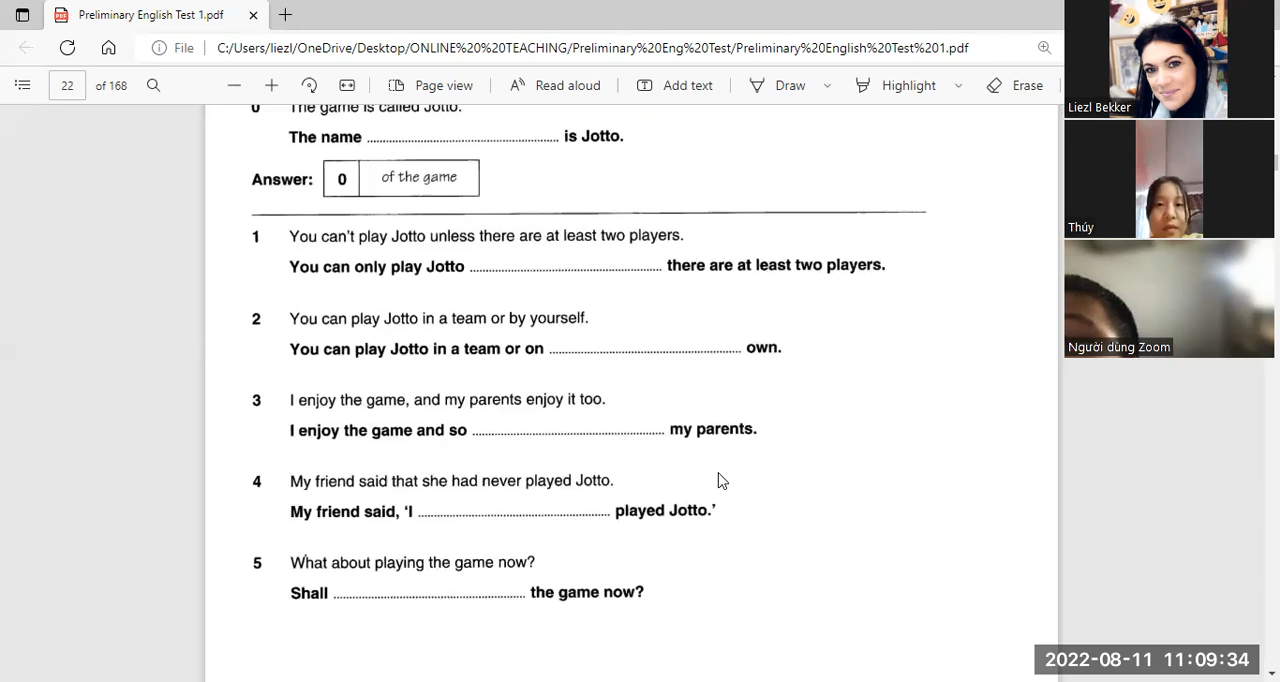 Preliminary English Test 1.pdf
File
C:/Users/liezl/OneDrive/Desktop/ONLINE%20%20TEACHING/Preliminary%20Eng%20Test/Preliminary%20English%20Test%201.pdf
22 of 168
Page view
Read aloud
Add text
Draw
Highlight
Erase
0 The game is called Jotto.
The name ................................................ is Jotto.
Answer: 0 of the game
1 You can't play Jotto unless there are at least two players.
You can only play Jotto ................................................ there are at least two players.
2 You can play Jotto in a team or by yourself.
You can play Jotto in a team or on ................................................ own.
3 I enjoy the game, and my parents enjoy it too.
I enjoy the game and so ................................................ my parents.
4 My friend said that she had never played Jotto.
My friend said, ‘I ................................................ played Jotto.’
5 What about playing the game now?
Shall ................................................ the game now?
Liezl Bekker
Thúy
Người dùng Zoom
2022-08-11 11:09:34